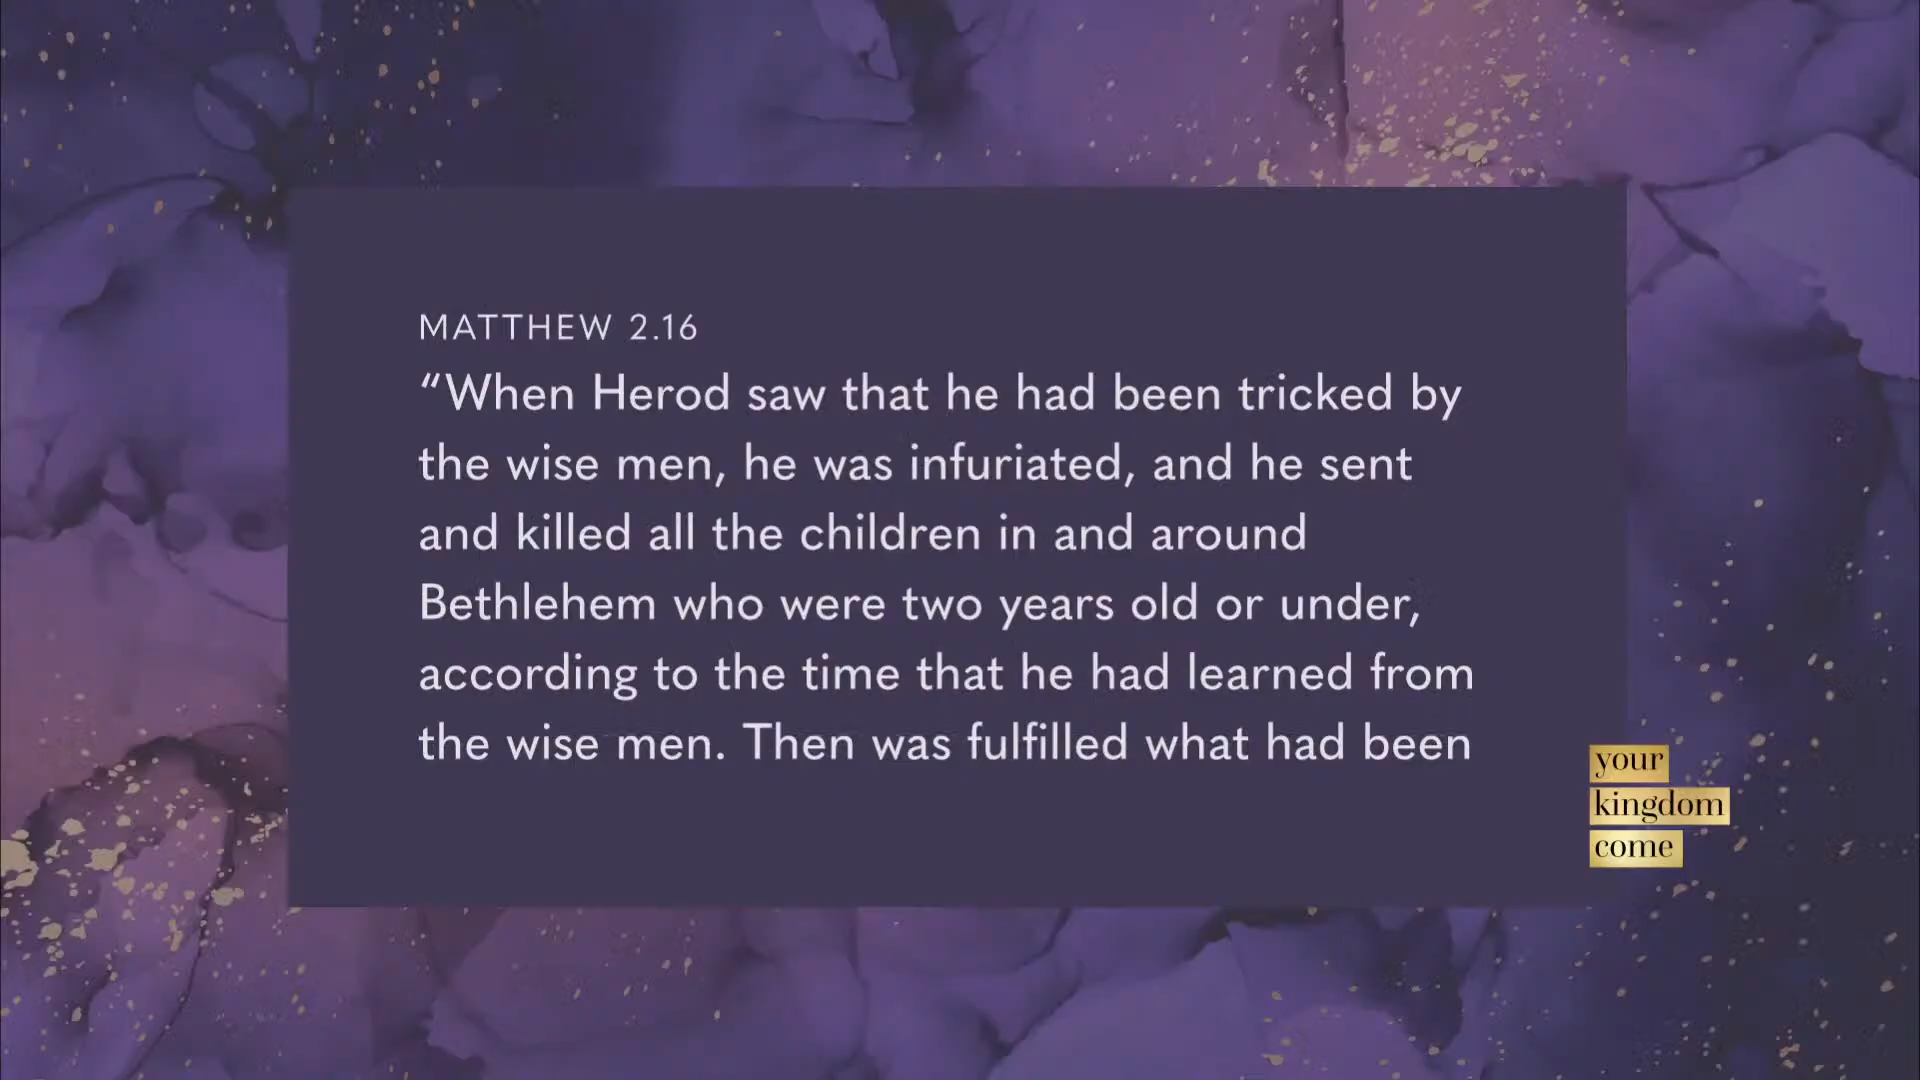 MATTHEW 2.16
“When Herod saw that he had been tricked by
the wise men, he was infuriated, and he sent
and killed all the children in and around
Bethlehem who were two years old or under,
according to the time that he had learned from
the wise men. Then was fulfilled what had been
your
kingdom
come